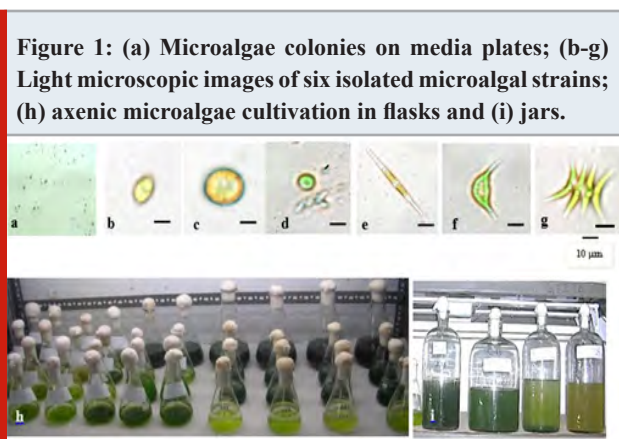 Figure 1: (a) Microalgae colonies on media plates; (b-g)
Light microscopic images of six isolated microalgal strains;
(h) axenic microalgae cultivation in flasks and (i) jars.
a b c d e f g
10 µm
h i